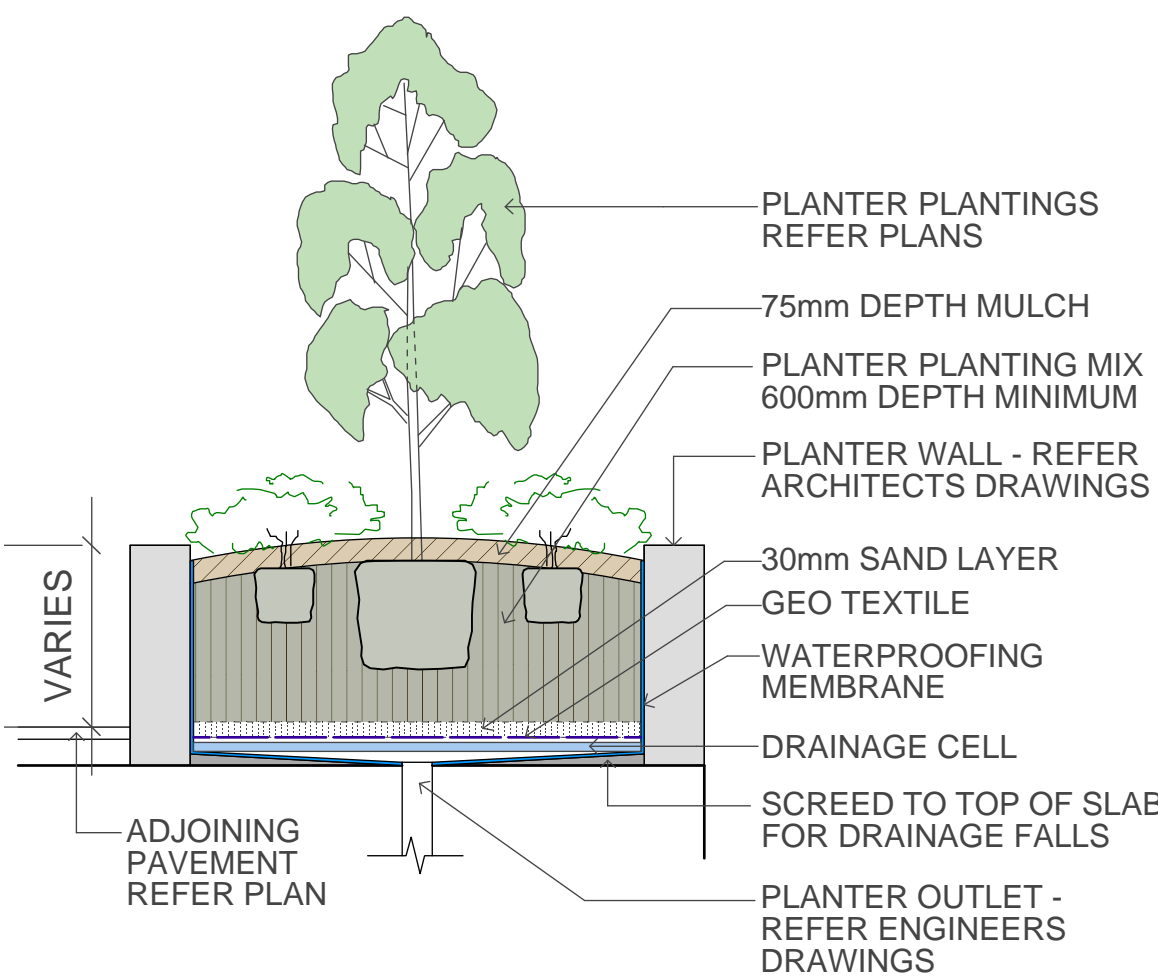 PLANTER PLANTINGS
REFER PLANS
75mm DEPTH MULCH
PLANTER PLANTING MIX
600mm DEPTH MINIMUM
PLANTER WALL - REFER
ARCHITECTS DRAWINGS
30mm SAND LAYER
GEO TEXTILE
WATERPROOFING
MEMBRANE
DRAINAGE CELL
SCREED TO TOP OF SLAB
FOR DRAINAGE FALLS
PLANTER OUTLET -
REFER ENGINEERS
DRAWINGS
VARIES
ADJOINING
PAVEMENT
REFER PLAN